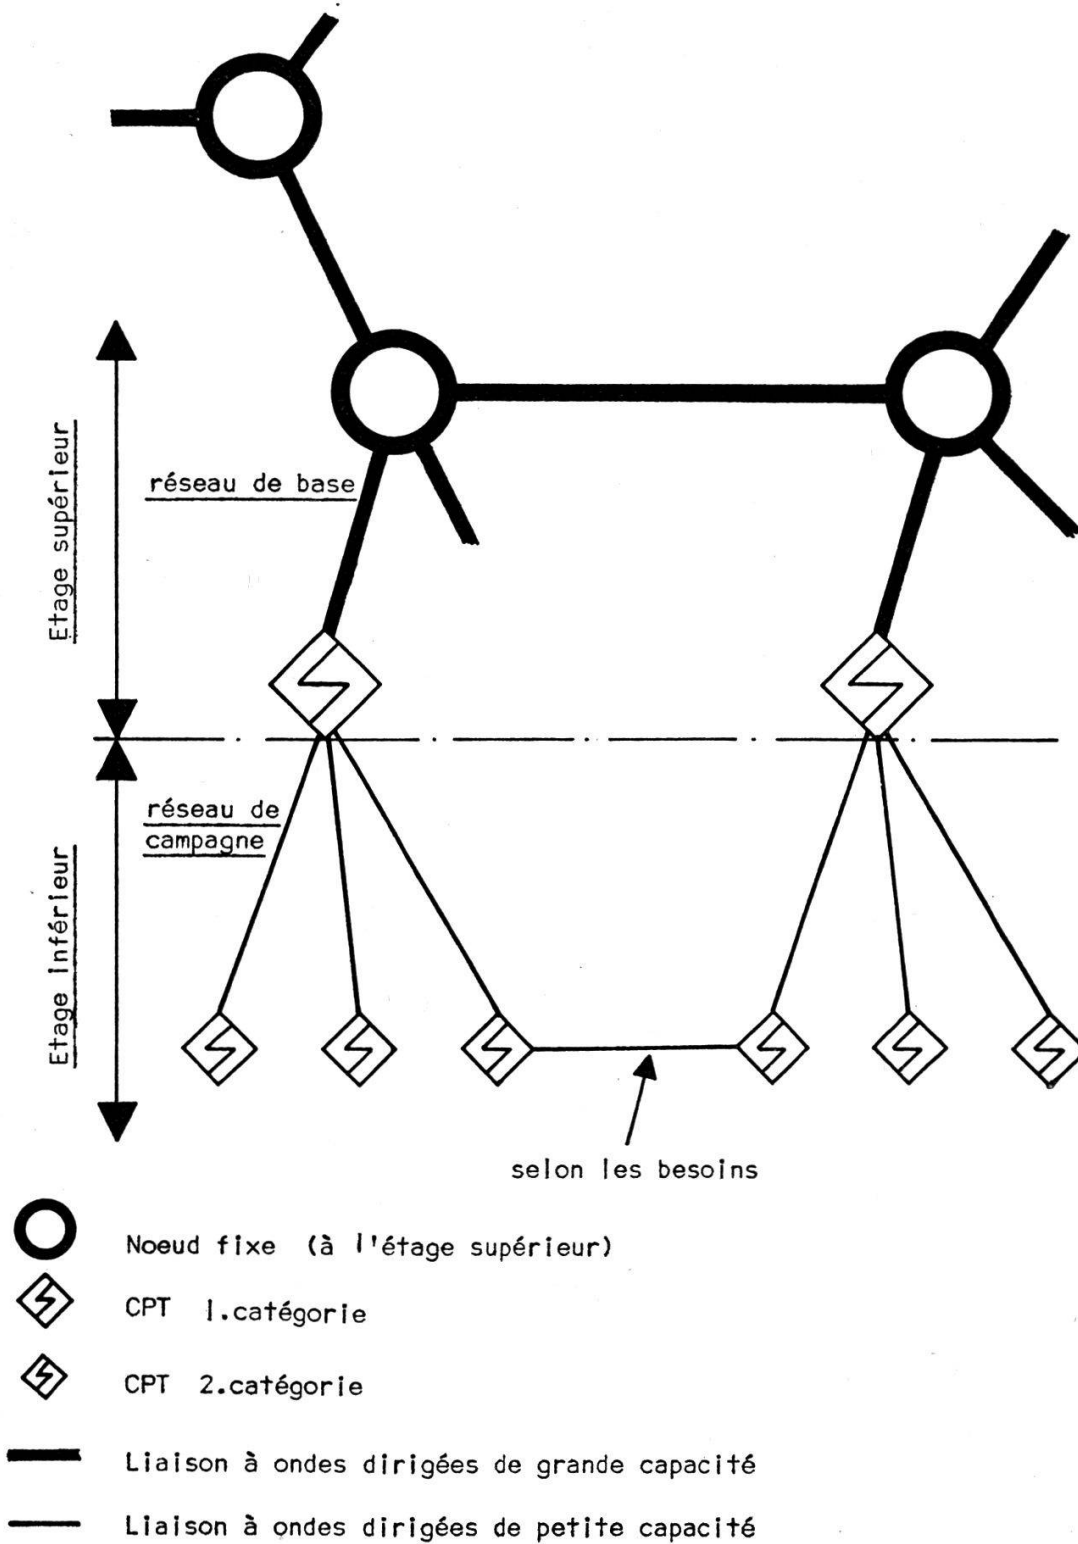 Etage supérieur
réseau de base
réseau de
campagne
Etage inférieur
selon les besoins
Noeud fixe (à l'étage supérieur)
CPT 1.catégorie
CPT 2.catégorie
Liaison à ondes dirigées de grande capacité
Liaison à ondes dirigées de petite capacité